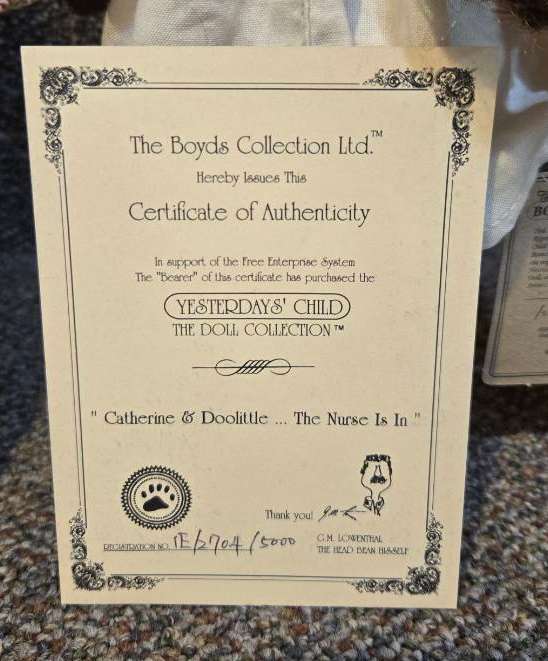 The Boyds Collection Ltd.™
Hereby Issues This
Certificate of Authenticity
In support of the Free Enterprise System
The "Bearer" of this certificate has purchased the
YESTERDAYS' CHILD
THE DOLL COLLECTION™
" Catherine & Doolittle ... The Nurse Is In "
Thank you!
REGISTRATION NO. 1E/2704/5000
G.M. LOWENTHAL
THE HEAD BEAN HISSELF